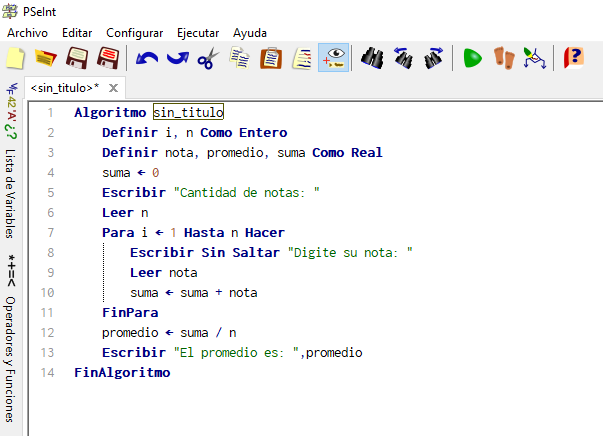 PSeInt
Archivo Editar Configurar Ejecutar Ayuda
<sin_titulo>*
Lista de Variables
Operadores y Funciones
1 Algoritmo sin_titulo
2 Definir i, n Como Entero
3 Definir nota, promedio, suma Como Real
4 suma ← 0
5 Escribir "Cantidad de notas: "
6 Leer n
7 Para i ← 1 Hasta n Hacer
8 Escribir Sin Saltar "Digite su nota: "
9 Leer nota
10 suma ← suma + nota
11 FinPara
12 promedio ← suma / n
13 Escribir "El promedio es: ",promedio
14 FinAlgoritmo